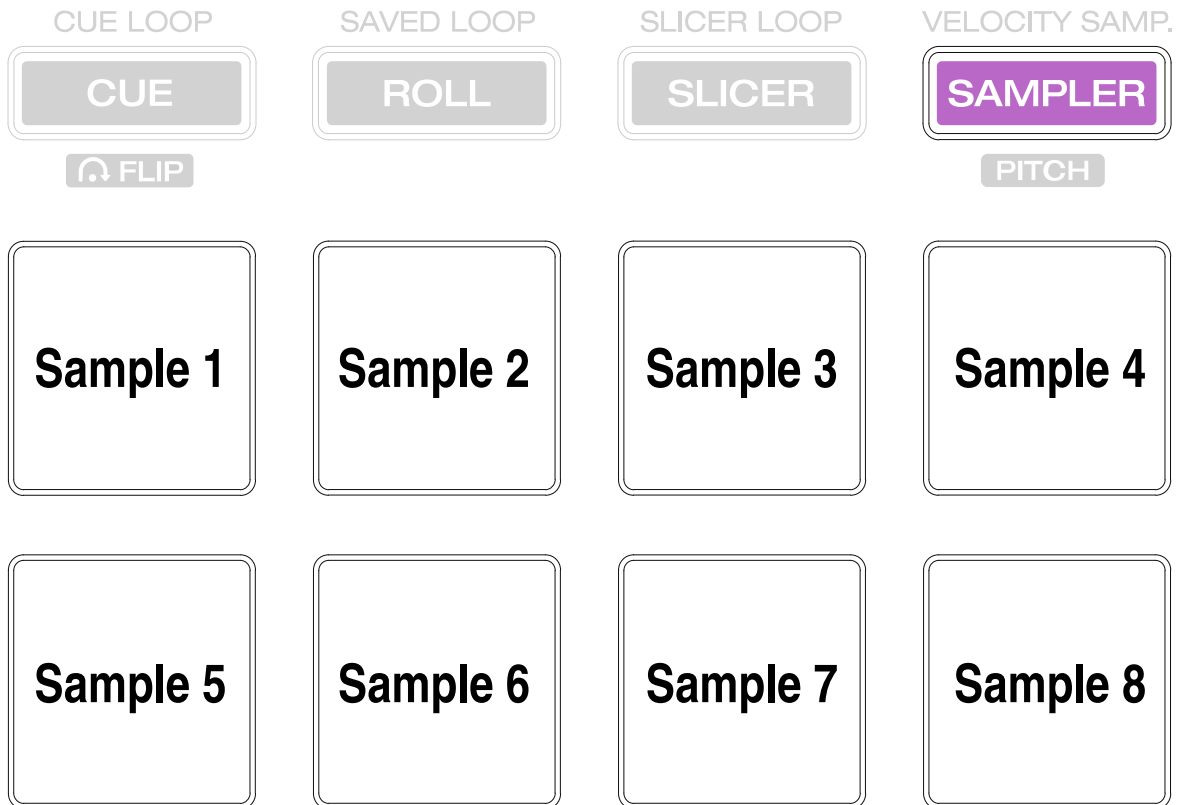 CUE LOOP SAVED LOOP SLICER LOOP VELOCITY SAMP.
CUE ROLL SLICER SAMPLER
FLIP PITCH
Sample 1 Sample 2 Sample 3 Sample 4
Sample 5 Sample 6 Sample 7 Sample 8